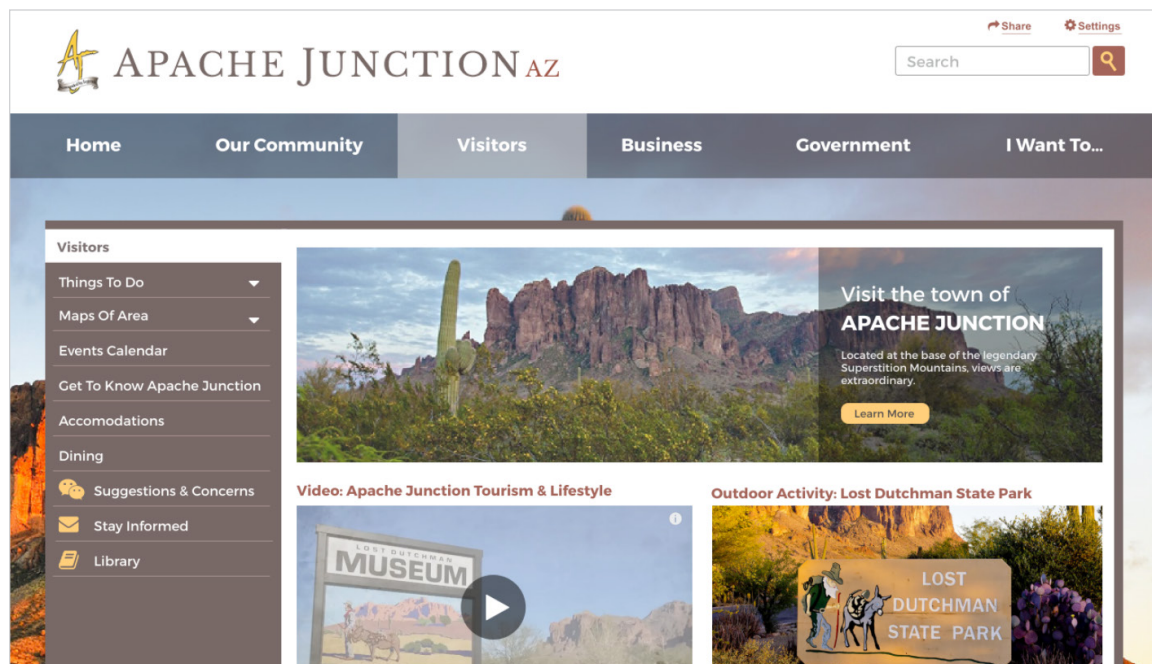 Share
Settings
APACHE JUNCTION AZ
Search
Home
Our Community
Visitors
Business
Government
I Want To...
Visitors
Things To Do
Maps Of Area
Events Calendar
Get To Know Apache Junction
Accomodations
Dining
Suggestions & Concerns
Stay Informed
Library
Visit the town of
APACHE JUNCTION
Located at the base of the legendary
Superstition Mountains, views are
extraordinary.
Learn More
Video: Apache Junction Tourism & Lifestyle
LOST DUTCHMAN
MUSEUM
Outdoor Activity: Lost Dutchman State Park
LOST
DUTCHMAN
STATE PARK